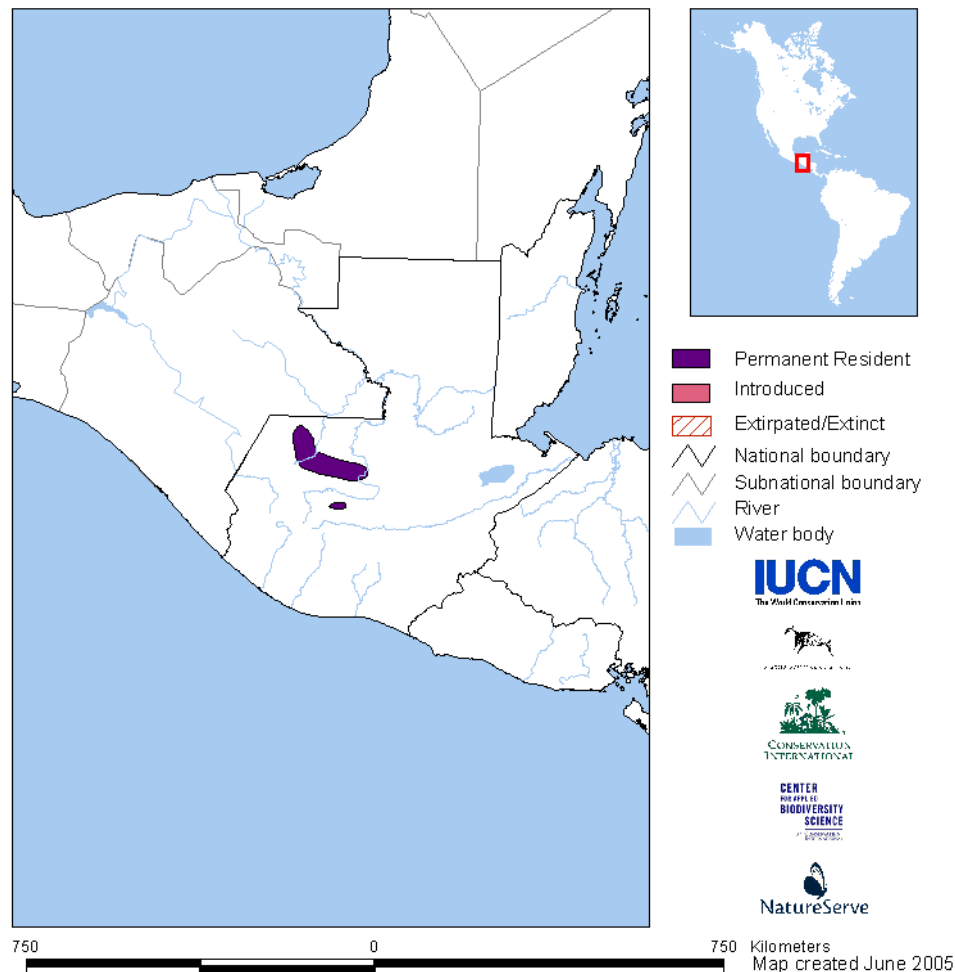 Permanent Resident
Introduced
Extirpated/Extinct
National boundary
Subnational boundary
River
Water body
IUCN
The World Conservation Union
CONSERVATION
INTERNATIONAL
CENTER
FOR APPLIED
BIODIVERSITY
SCIENCE
NatureServe
750 0 750 Kilometers
Map created June 2005